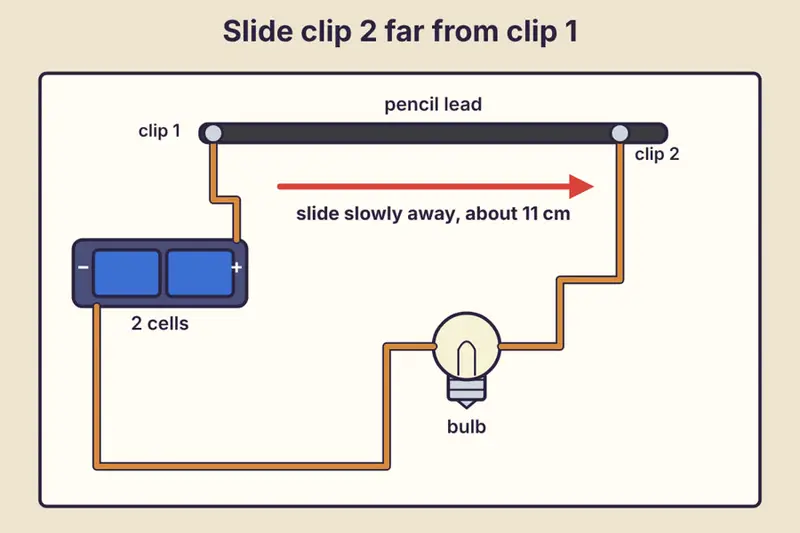 Slide clip 2 far from clip 1
pencil lead
clip 1
clip 2
slide slowly away, about 11 cm
− +
2 cells
bulb